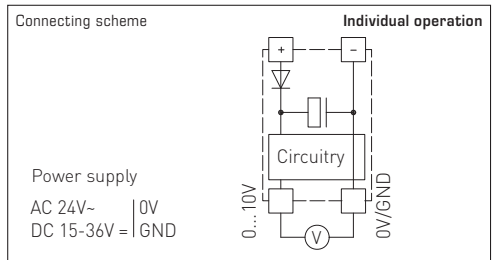 Connecting scheme
Individual operation
+ −
Circuitry
Power supply
AC 24V~ 0V
DC 15-36V = GND
0...10V
0V/GND
V